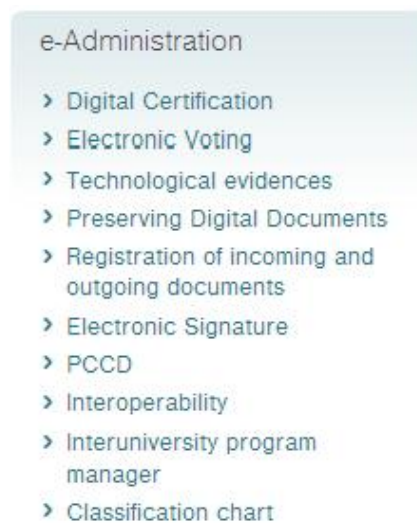 e-Administration
Digital Certification
Electronic Voting
Technological evidences
Preserving Digital Documents
Registration of incoming and
outgoing documents
Electronic Signature
PCCD
Interoperability
Interuniversity program
manager
Classification chart